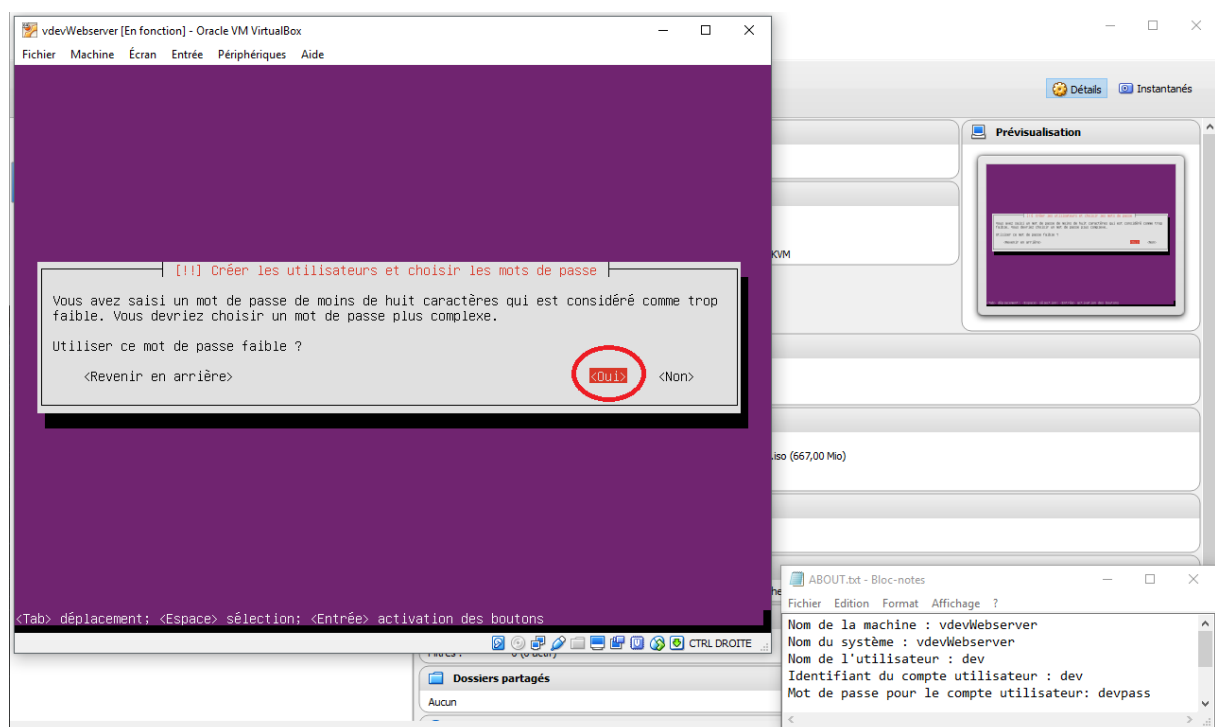 vdevWebserver [En fonction] - Oracle VM VirtualBox
Fichier Machine Écran Entrée Périphériques Aide
[!!] Créer les utilisateurs et choisir les mots de passe
Vous avez saisi un mot de passe de moins de huit caractères qui est considéré comme trop
faible. Vous devriez choisir un mot de passe plus complexe.
Utiliser ce mot de passe faible ?
<Revenir en arrière> <Oui> <Non>
<Tab> déplacement; <Espace> sélection; <Entrée> activation des boutons
CTRL DROITE
Détails Instantanés
Prévisualisation
KVM
.iso (667,00 Mio)
Dossiers partagés
Aucun
ABOUT.txt - Bloc-notes
Fichier Edition Format Affichage ?
Nom de la machine : vdevWebserver
Nom du système : vdevWebserver
Nom de l'utilisateur : dev
Identifiant du compte utilisateur : dev
Mot de passe pour le compte utilisateur: devpass